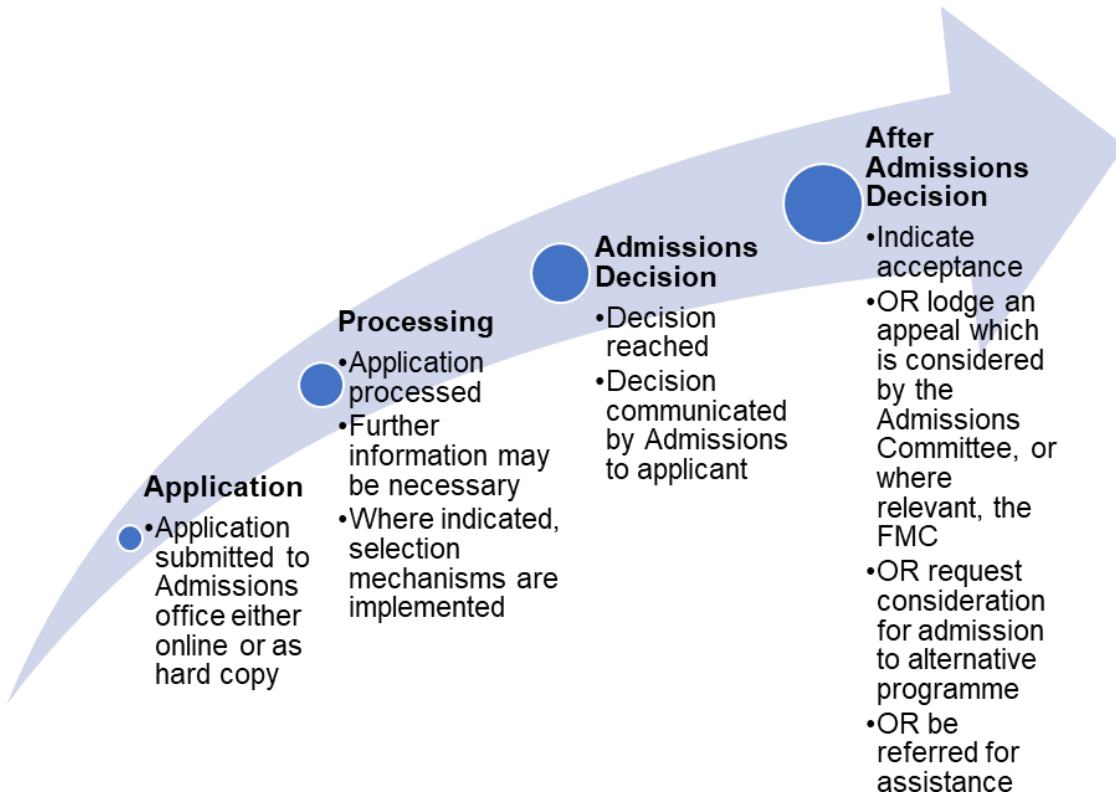 Application
•Application
submitted to
Admissions
office either
online or as
hard copy
Processing
•Application
processed
•Further
information may
be necessary
•Where indicated,
selection
mechanisms are
implemented
Admissions
Decision
•Decision
reached
•Decision
communicated
by Admissions
to applicant
After
Admissions
Decision
•Indicate
acceptance
•OR lodge an
appeal which
is considered
by the
Admissions
Committee, or
where
relevant, the
FMC
•OR request
consideration
for admission
to alternative
programme
•OR be
referred for
assistance